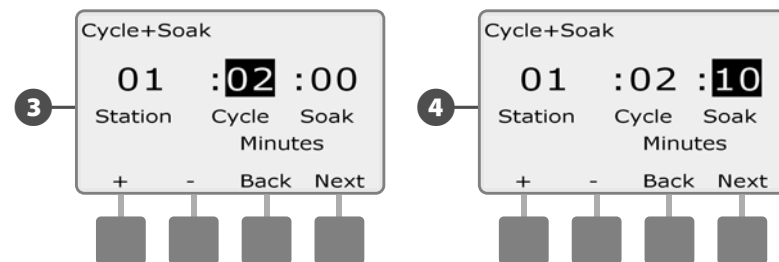 Cycle+Soak
01 :02 :00
Station Cycle Soak
Minutes
+ - Back Next
3
Cycle+Soak
01 :02 :10
Station Cycle Soak
Minutes
+ - Back Next
4